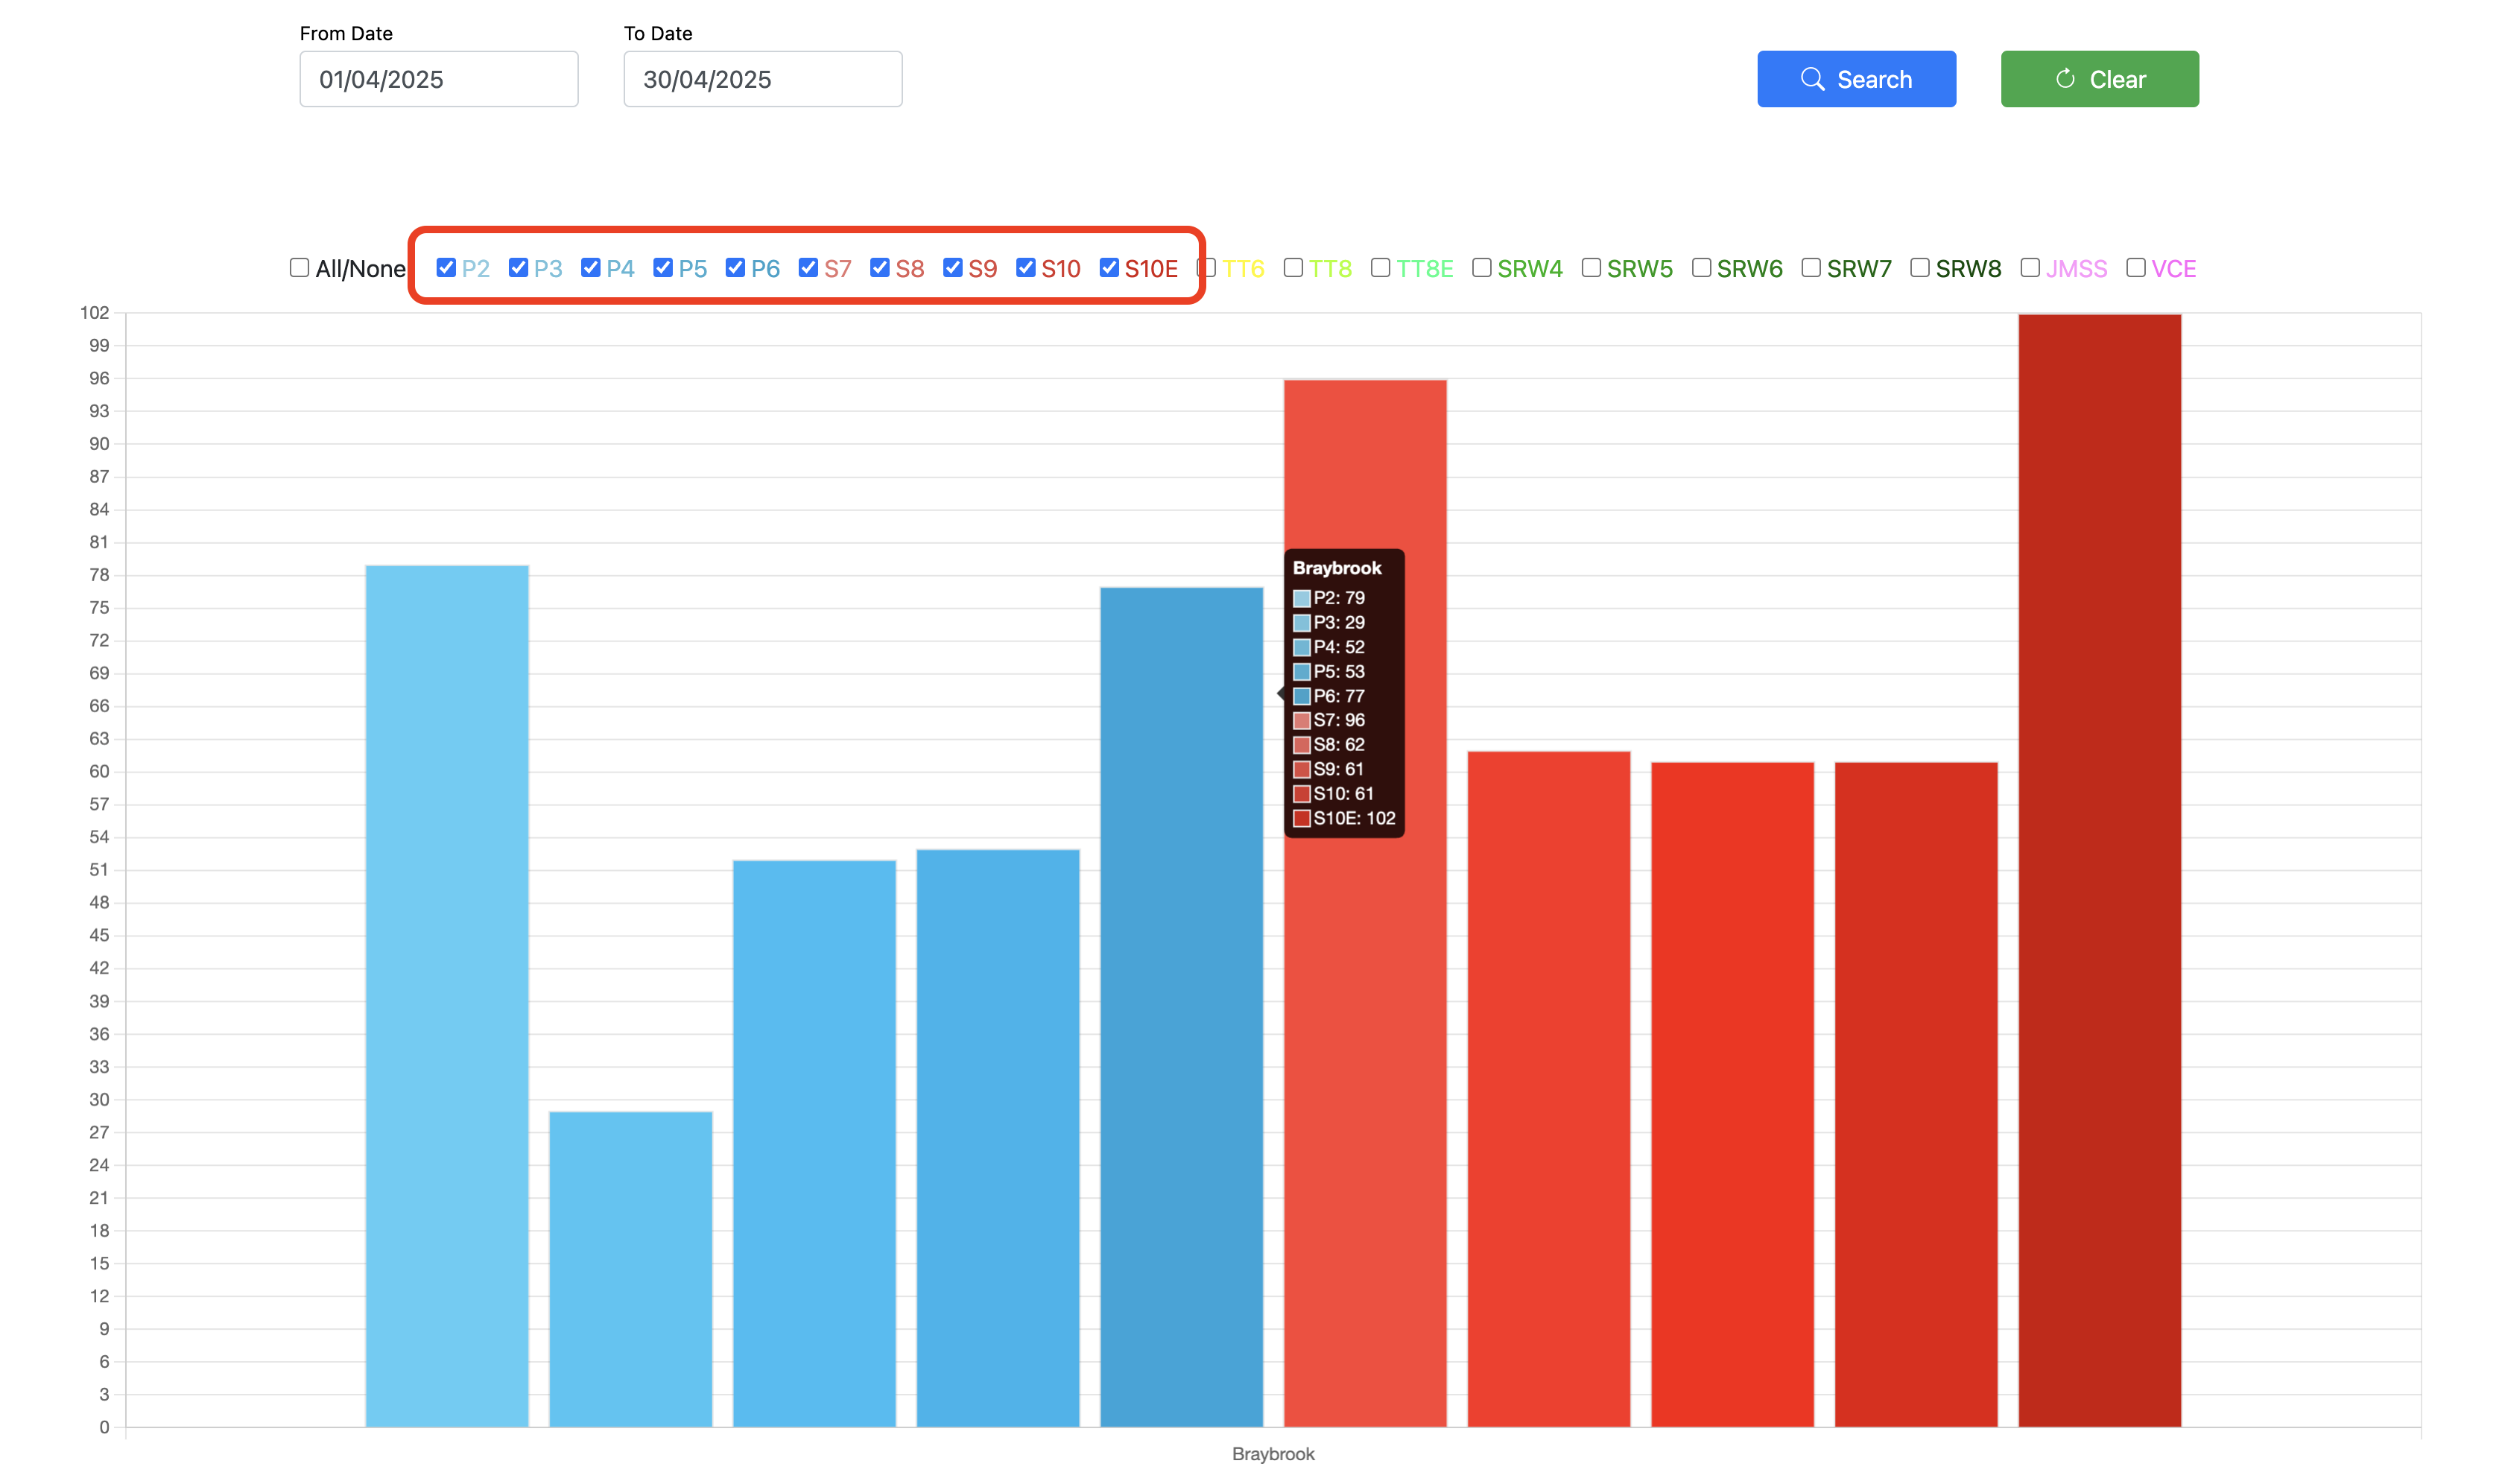 From Date
To Date
01/04/2025
30/04/2025
Search
Clear
All/None P2 P3 P4 P5 P6 S7 S8 S9 S10 S10E TT6 TT8 TT8E SRW4 SRW5 SRW6 SRW7 SRW8 JMSS VCE
102
99
96
93
90
87
84
81
78
75
72
69
66
63
60
57
54
51
48
45
42
39
36
33
30
27
24
21
18
15
12
9
6
3
0
Braybrook
P2: 79
P3: 29
P4: 52
P5: 53
P6: 77
S7: 96
S8: 62
S9: 61
S10: 61
S10E: 102
Braybrook